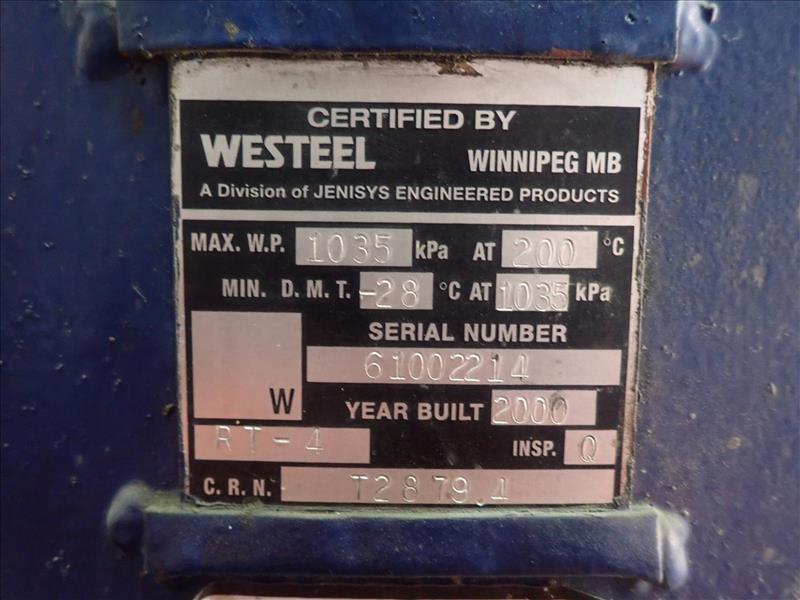 CERTIFIED BY
WESTEEL WINNIPEG MB
A Division of JENISYS ENGINEERED PRODUCTS
MAX. W.P. 1035 kPa AT 200 °C
MIN. D. M. T. -28 °C AT 1035 kPa
SERIAL NUMBER
61002214
W YEAR BUILT 2000
RT-4 INSP. Q
C. R. N. T2879.4